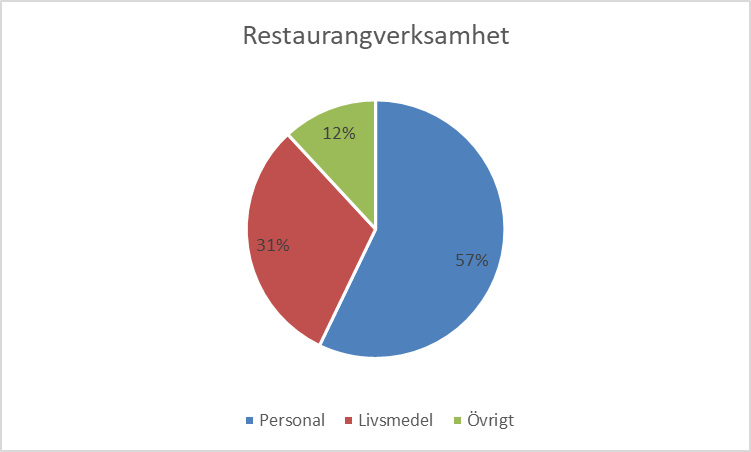 Restaurangverksamhet
12%
31%
57%
Personal Livsmedel Övrigt